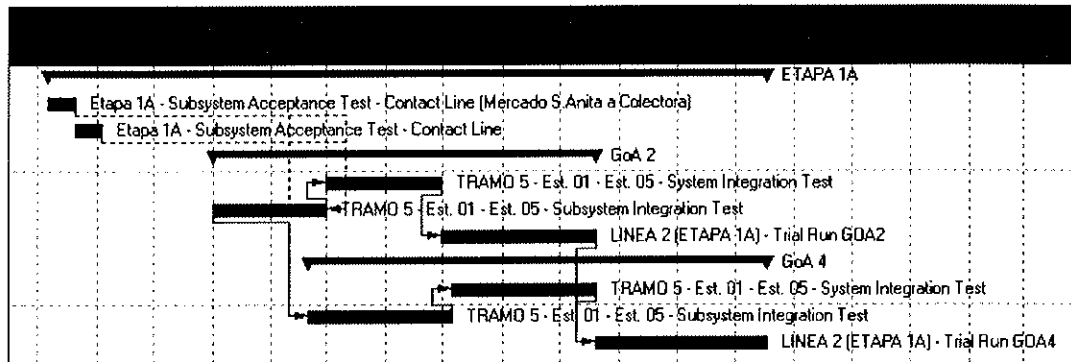 ETAPA 1A
Etapa 1A - Subsystem Acceptance Test - Contact Line (Mercado S.Anita a Colectora)
Etapa 1A - Subsystem Acceptance Test - Contact Line
GoA 2
TRAMO 5 - Est. 01 - Est. 05 - System Integration Test
TRAMO 5 - Est. 01 - Est. 05 - Subsystem Integration Test
LINEA 2 (ETAPA 1A) - Trial Run GOA2
GoA 4
TRAMO 5 - Est. 01 - Est. 05 - System Integration Test
TRAMO 5 - Est. 01 - Est. 05 - Subsystem Integration Test
LINEA 2 (ETAPA 1A) - Trial Run GOA4